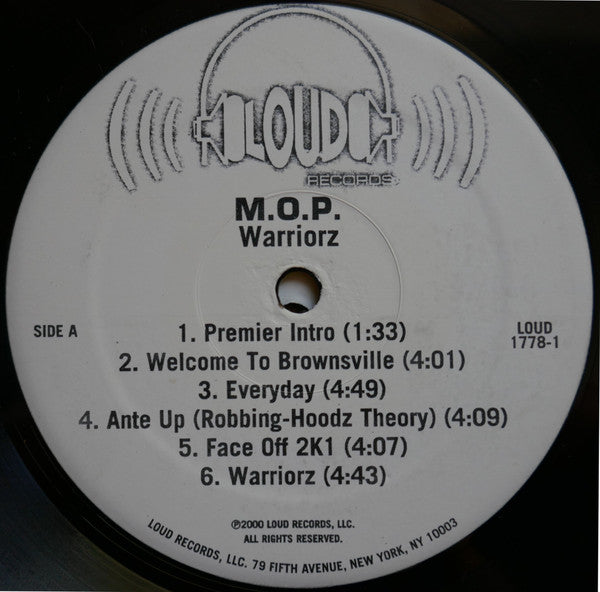 LOUD
RECORDS
M.O.P.
Warriorz
SIDE A
LOUD
1778-1
1. Premier Intro (1:33)
2. Welcome To Brownsville (4:01)
3. Everyday (4:49)
4. Ante Up (Robbing-Hoodz Theory) (4:09)
5. Face Off 2K1 (4:07)
6. Warriorz (4:43)
℗2000 LOUD RECORDS, LLC.
ALL RIGHTS RESERVED.
LOUD RECORDS, LLC. 79 FIFTH AVENUE, NEW YORK, NY 10003